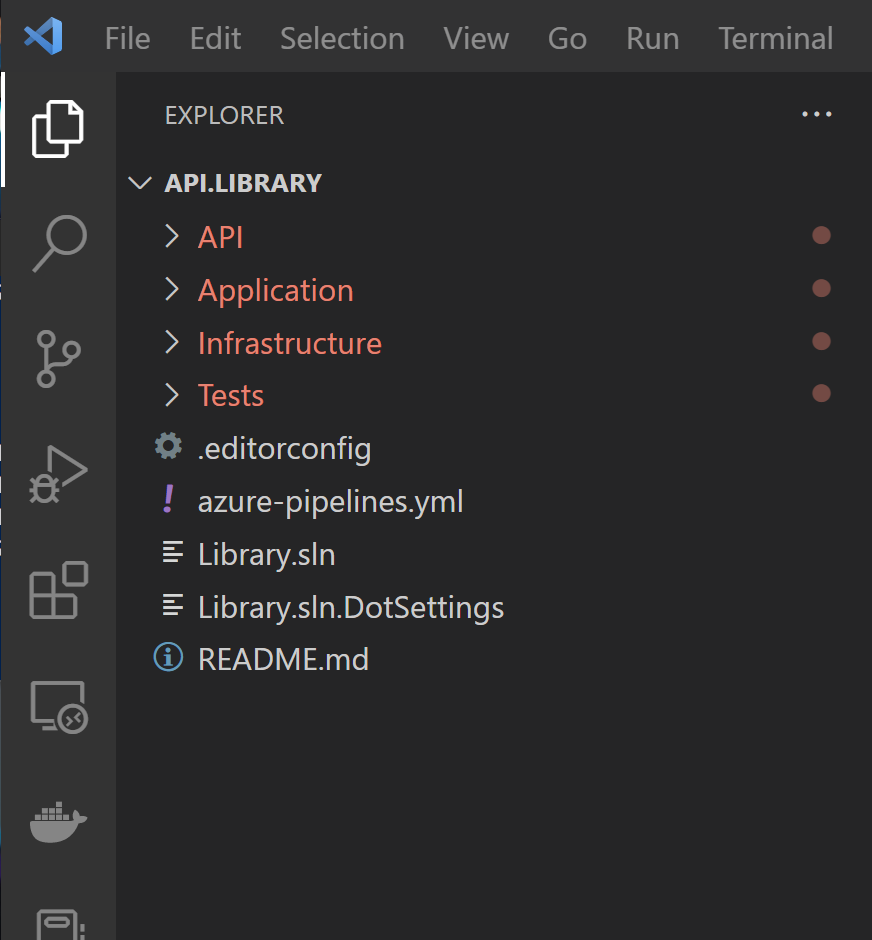 File Edit Selection View Go Run Terminal
EXPLORER
API.LIBRARY
API
Application
Infrastructure
Tests
.editorconfig
azure-pipelines.yml
Library.sln
Library.sln.DotSettings
README.md